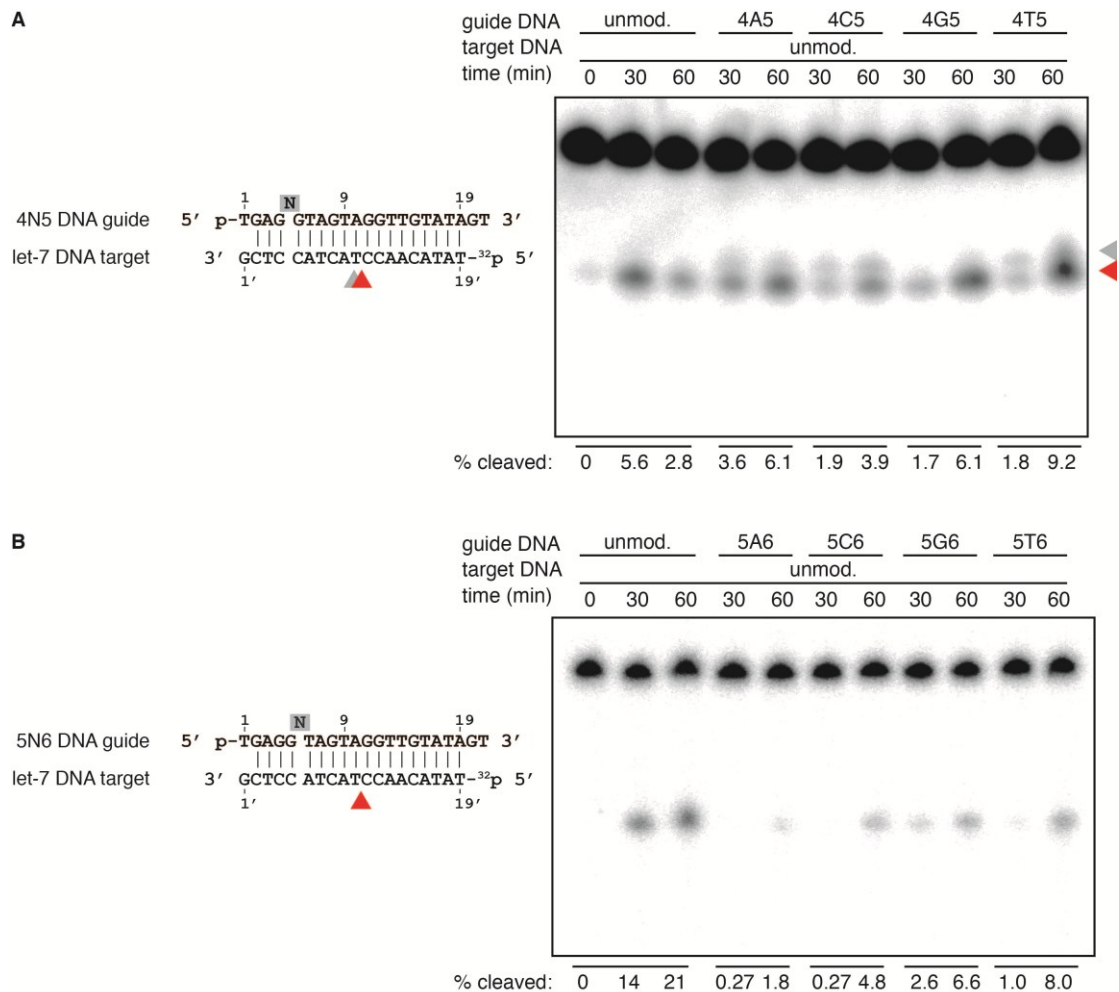 A
guide DNA unmod. 4A5 4C5 4G5 4T5
target DNA unmod.
time (min) 0 30 60 30 60 30 60 30 60 30 60
1 N 9 19
4N5 DNA guide 5′ p-TGAG GTAGTAGGTTGTATAGT 3′
let-7 DNA target 3′ GCTC CATCATCCAACATAT-³²p 5′
1′ 19′
% cleaved: 0 5.6 2.8 3.6 6.1 1.9 3.9 1.7 6.1 1.8 9.2
B
guide DNA unmod. 5A6 5C6 5G6 5T6
target DNA unmod.
time (min) 0 30 60 30 60 30 60 30 60 30 60
1 N 9 19
5N6 DNA guide 5′ p-TGAGG TAGTAGGTTGTATAGT 3′
let-7 DNA target 3′ GCTCC ATCATCCAACATAT-³²p 5′
1′ 19′
% cleaved: 0 14 21 0.27 1.8 0.27 4.8 2.6 6.6 1.0 8.0